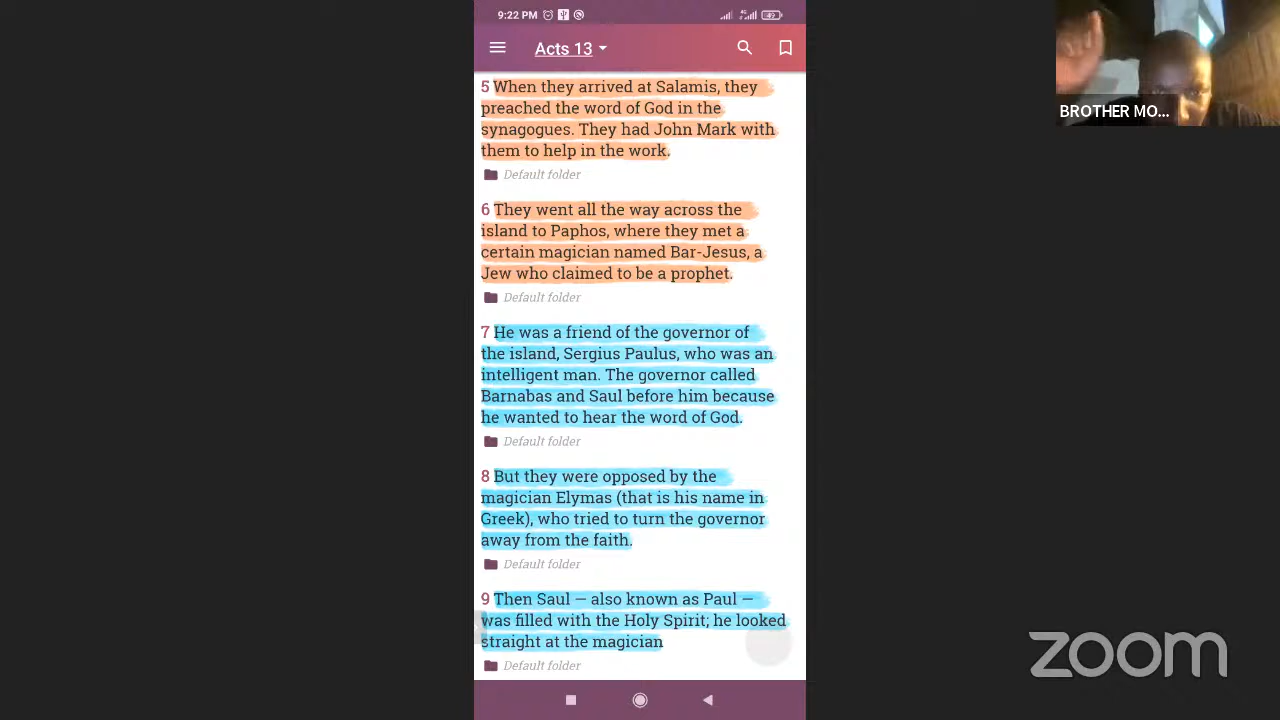 9:22 PM
Acts 13
5 When they arrived at Salamis, they
preached the word of God in the
synagogues. They had John Mark with
them to help in the work.
Default folder
6 They went all the way across the
island to Paphos, where they met a
certain magician named Bar-Jesus, a
Jew who claimed to be a prophet.
Default folder
7 He was a friend of the governor of
the island, Sergius Paulus, who was an
intelligent man. The governor called
Barnabas and Saul before him because
he wanted to hear the word of God.
Default folder
8 But they were opposed by the
magician Elymas (that is his name in
Greek), who tried to turn the governor
away from the faith.
Default folder
9 Then Saul — also known as Paul —
was filled with the Holy Spirit; he looked
straight at the magician
Default folder
BROTHER MO...
zoom